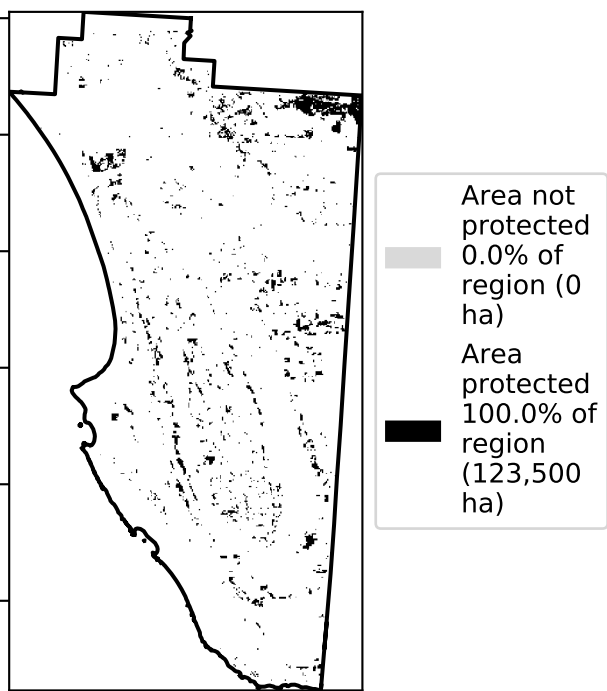 Area not
protected
0.0% of
region (0
ha)
Area
protected
100.0% of
region
(123,500
ha)